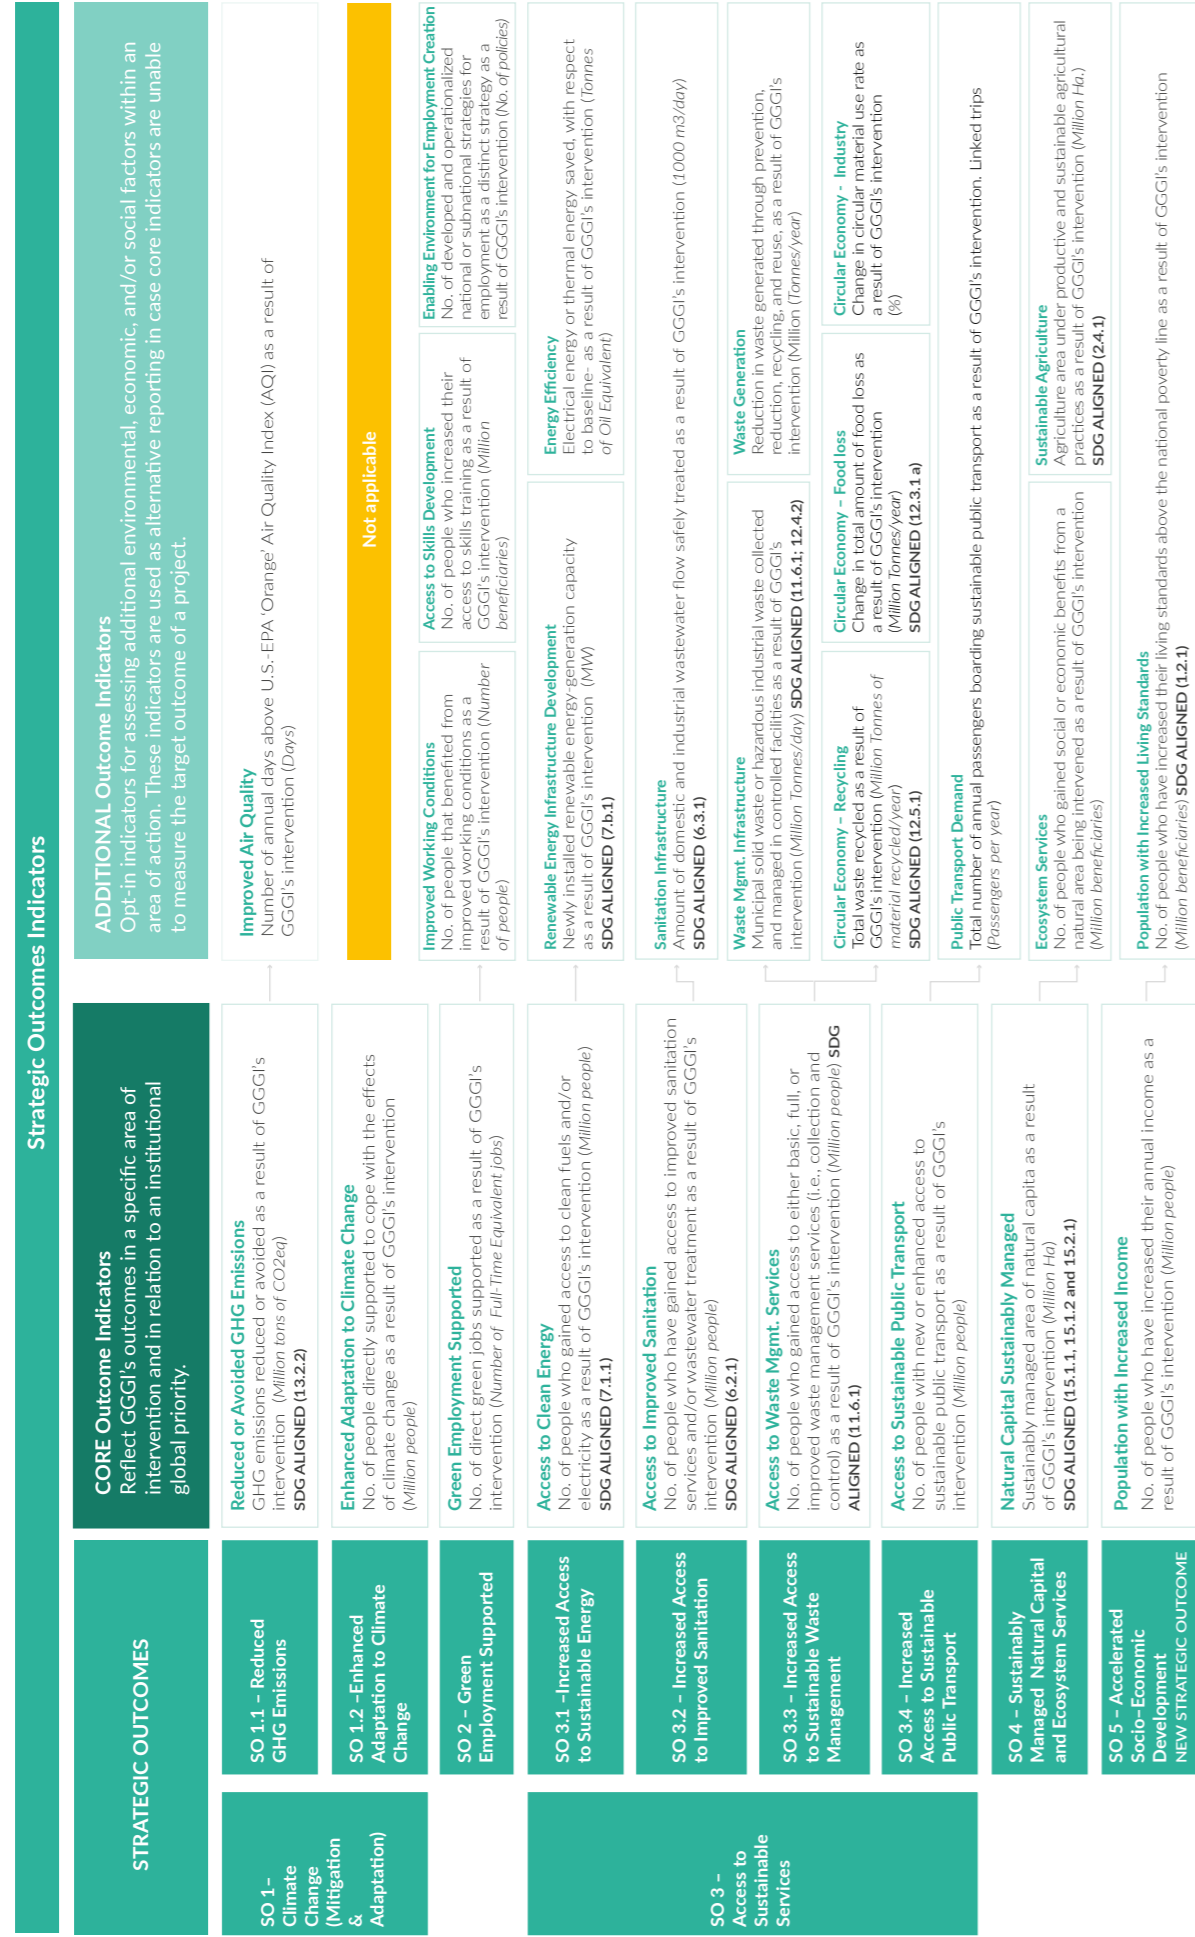 Strategic Outcomes Indicators
STRATEGIC OUTCOMES
CORE Outcome Indicators
Reflect GGGI's outcomes in a specific area of
intervention and in relation to an institutional
global priority.
ADDITIONAL Outcome Indicators
Opt-in indicators for assessing additional environmental, economic, and/or social factors within an
area of action. These indicators are used as alternative reporting in case core indicators are unable
to measure the target outcome of a project.
SO 1–
Climate
Change
(Mitigation
&
Adaptation)
SO 1.1 – Reduced
GHG Emissions
Reduced or Avoided GHG Emissions
GHG emissions reduced or avoided as a result of GGGI's
intervention (Million tons of CO2eq)
SDG ALIGNED (13.2.2)
Improved Air Quality
Number of annual days above U.S.-EPA 'Orange' Air Quality Index (AQI) as a result of
GGGI's intervention (Days)
SO 1.2 –Enhanced
Adaptation to Climate
Change
Enhanced Adaptation to Climate Change
No. of people directly supported to cope with the effects
of climate change as a result of GGGI's intervention
(Million people)
Not applicable
SO 2 – Green
Employment Supported
Green Employment Supported
No. of direct green jobs supported as a result of GGGI's
intervention (Number of Full-Time Equivalent jobs)
Improved Working Conditions
No. of people that benefited from
improved working conditions as a
result of GGGI's intervention (Number
of people)
Access to Skills Development
No. of people who increased their
access to skills training as a result of
GGGI's intervention (Million
beneficiaries)
Enabling Environment for Employment Creation
No. of developed and operationalized
national or subnational strategies for
employment as a distinct strategy as a
result of GGGI's intervention (No. of policies)
SO 3 –
Access to
Sustainable
Services
SO 3.1 –Increased Access
to Sustainable Energy
Access to Clean Energy
No. of people who gained access to clean fuels and/or
electricity as a result of GGGI's intervention (Million people)
SDG ALIGNED (7.1.1)
Renewable Energy Infrastructure Development
Newly installed renewable energy-generation capacity
as a result of GGGI's intervention (MW)
SDG ALIGNED (7.b.1)
Energy Efficiency
Electrical energy or thermal energy saved, with respect
to baseline- as a result of GGGI's intervention (Tonnes
of Oil Equivalent)
SO 3.2 – Increased Access
to Improved Sanitation
Access to Improved Sanitation
No. of people who have gained access to improved sanitation
services and/or wastewater treatment as a result of GGGI's
intervention (Million people)
SDG ALIGNED (6.2.1)
Sanitation Infrastructure
Amount of domestic and industrial wastewater flow safely treated as a result of GGGI's intervention (1000 m3/day)
SDG ALIGNED (6.3.1)
SO 3.3 – Increased Access
to Sustainable Waste
Management
Access to Waste Mgmt. Services
No. of people who gained access to either basic, full, or
improved waste management services (i.e., collection and
control) as a result of GGGI's intervention (Million people) SDG
ALIGNED (11.6.1)
Waste Mgmt. Infrastructure
Municipal solid waste or hazardous industrial waste collected
and managed in controlled facilities as a result of GGGI's
intervention (Million Tonnes/day) SDG ALIGNED (11.6.1; 12.4.2)
Waste Generation
Reduction in waste generated through prevention,
reduction, recycling, and reuse, as a result of GGGI's
intervention (Million (Tonnes/year)
Circular Economy – Recycling
Total waste recycled as a result of
GGGI's intervention (Million Tonnes of
material recycled/year)
SDG ALIGNED (12.5.1)
Circular Economy – Food loss
Change in total amount of food loss as
a result of GGGI's intervention
(Million Tonnes/year)
SDG ALIGNED (12.3.1 a)
Circular Economy - Industry
Change in circular material use rate as
a result of GGGI's intervention
(%)
SO 3.4 – Increased
Access to Sustainable
Public Transport
Access to Sustainable Public Transport
No. of people with new or enhanced access to
sustainable public transport as a result of GGGI's
intervention (Million people)
Public Transport Demand
Total number of annual passengers boarding sustainable public transport as a result of GGGI's intervention. Linked trips
(Passengers per year)
SO 4 – Sustainably
Managed Natural Capital
and Ecosystem Services
Natural Capital Sustainably Managed
Sustainably managed area of natural capita as a result
of GGGI's intervention (Million Ha)
SDG ALIGNED (15.1.1, 15.1.2 and 15.2.1)
Ecosystem Services
No. of people who gained social or economic benefits from a
natural area being intervened as a result of GGGI's intervention
(Million beneficiaries)
Sustainable Agriculture
Agriculture area under productive and sustainable agricultural
practices as a result of GGGI's intervention (Million Ha.)
SDG ALIGNED (2.4.1)
SO 5 – Accelerated
Socio–Economic
Development
NEW STRATEGIC OUTCOME
Population with Increased Income
No. of people who have increased their annual income as a
result of GGGI's intervention (Million people)
Population with Increased Living Standards
No. of people who have increased their living standards above the national poverty line as a result of GGGI's intervention
(Million beneficiaries) SDG ALIGNED (1.2.1)